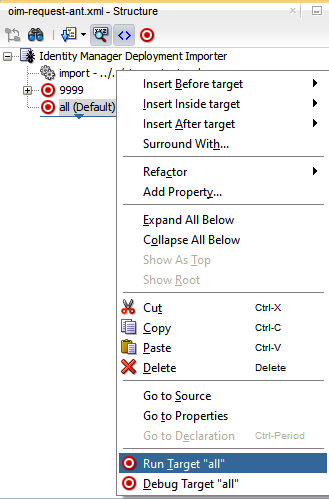 oim-request-ant.xml - Structure
Identity Manager Deployment Importer
import - ../
9999
all (Default)
Insert Before target
Insert Inside target
Insert After target
Surround With...
Refactor
Add Property...
Expand All Below
Collapse All Below
Show As Top
Show Root
Cut Ctrl-X
Copy Ctrl-C
Paste Ctrl-V
Delete Delete
Go to Source
Go to Properties
Go to Declaration Ctrl-Period
Run Target "all"
Debug Target "all"